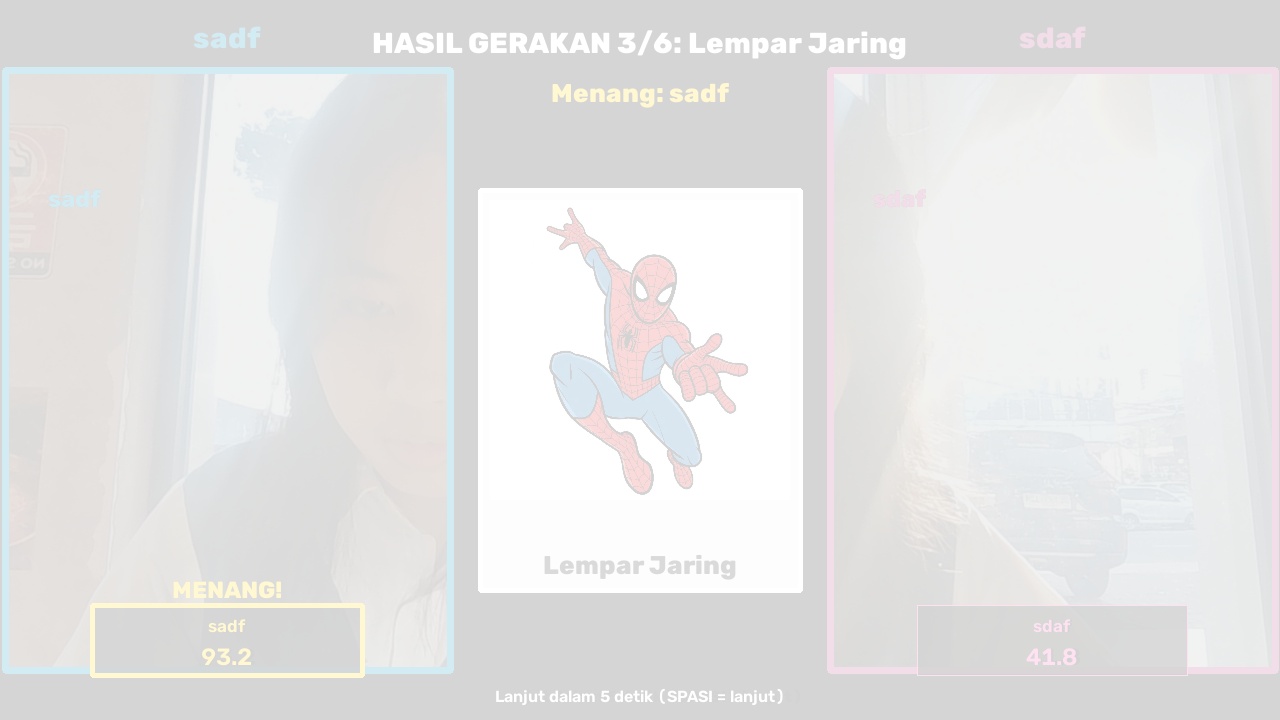 sadf
HASIL GERAKAN 3/6: Lempar Jaring
sdaf
Menang: sadf
sadf
sdaf
Lempar Jaring
MENANG!
sadf
93.2
sdaf
41.8
Lanjut dalam 5 detik (SPASI = lanjut)